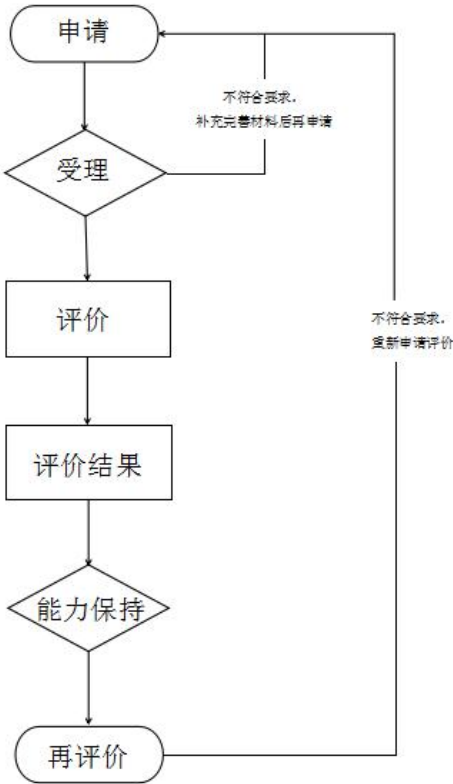 申请
不符合要求，
补充完善材料后再申请
受理
评价
不符合要求，
重新申请评价
评价结果
能力保持
再评价